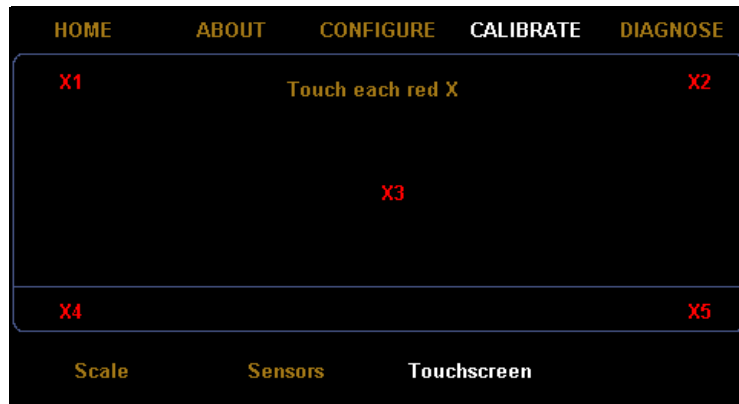 HOME ABOUT CONFIGURE CALIBRATE DIAGNOSE
X1 X2
Touch each red X
X3
X4 X5
Scale Sensors Touchscreen